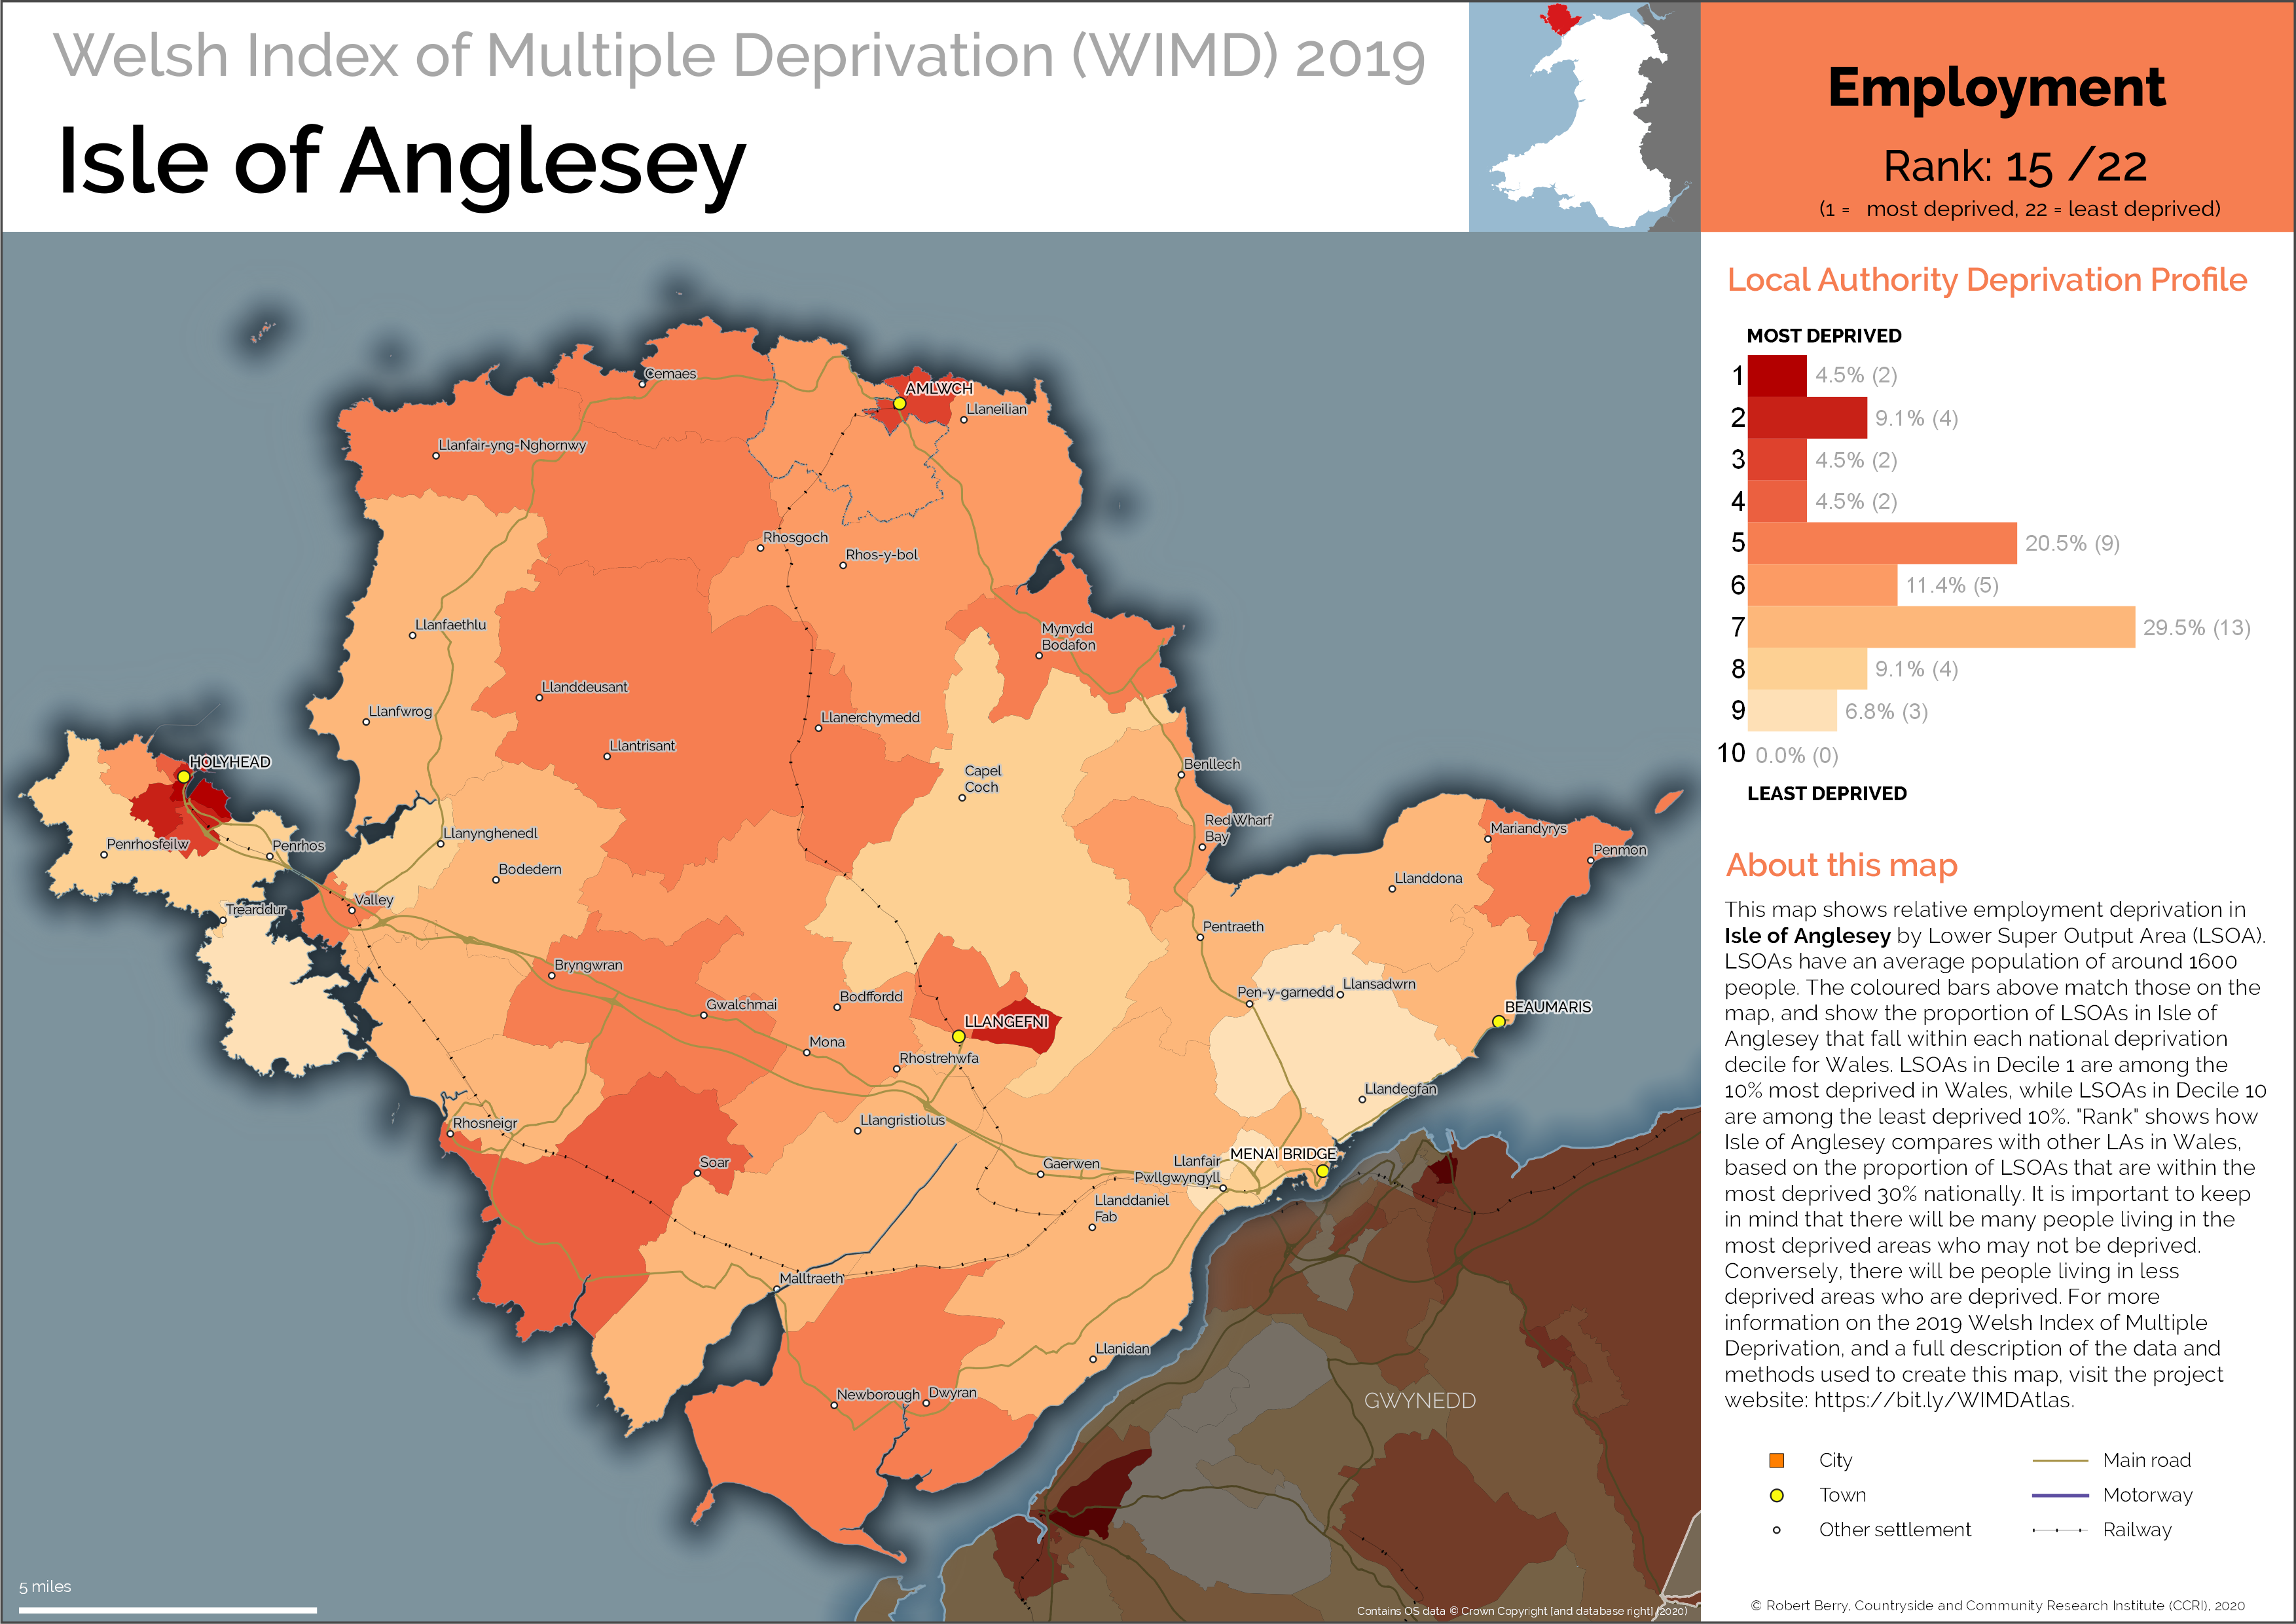 Welsh Index of Multiple Deprivation (WIMD) 2019
Isle of Anglesey
Employment
Rank: 15 /22
(1 = most deprived, 22 = least deprived)
Local Authority Deprivation Profile
MOST DEPRIVED
1 4.5% (2)
2 9.1% (4)
3 4.5% (2)
4 4.5% (2)
5 20.5% (9)
6 11.4% (5)
7 29.5% (13)
8 9.1% (4)
9 6.8% (3)
10 0.0% (0)
LEAST DEPRIVED
About this map
This map shows relative employment deprivation in
Isle of Anglesey by Lower Super Output Area (LSOA).
LSOAs have an average population of around 1600
people. The coloured bars above match those on the
map, and show the proportion of LSOAs in Isle of
Anglesey that fall within each national deprivation
decile for Wales. LSOAs in Decile 1 are among the
10% most deprived in Wales, while LSOAs in Decile 10
are among the least deprived 10%. "Rank" shows how
Isle of Anglesey compares with other LAs in Wales,
based on the proportion of LSOAs that are within the
most deprived 30% nationally. It is important to keep
in mind that there will be many people living in the
most deprived areas who may not be deprived.
Conversely, there will be people living in less
deprived areas who are deprived. For more
information on the 2019 Welsh Index of Multiple
Deprivation, and a full description of the data and
methods used to create this map, visit the project
website: https://bit.ly/WIMDAtlas.
City
Town
Other settlement
Main road
Motorway
Railway
© Robert Berry, Countryside and Community Research Institute (CCRI), 2020
Cemaes
AMLWCH
Llaneilian
Llanfair-yng-Nghornwy
Rhosgoch
Rhos-y-bol
Llanfaethlu
Mynydd
Bodafon
Llanddeusant
Llanfwrog
Llanerchymedd
Llantrisant
HOLYHEAD
Benllech
Capel
Coch
Red Wharf
Bay
Mariandyrys
Llanynghenedl
Penrhosfeilw
Penrhos
Penmon
Bodedern
Llanddona
Valley
Trearddur
Pentraeth
Bryngwran
Llansadwrn
Pen-y-garnedd
Bodffordd
Gwalchmai
BEAUMARIS
LLANGEFNI
Mona
Rhostrehwfa
Llandegfan
Llangristiolus
Rhosneigr
MENAI BRIDGE
Soar
Gaerwen
Llanfair
Pwllgwyngyll
Llanddaniel
Fab
Malltraeth
Llanidan
Newborough
Dwyran
GWYNEDD
5 miles
Contains OS data © Crown Copyright [and database right] (2020)